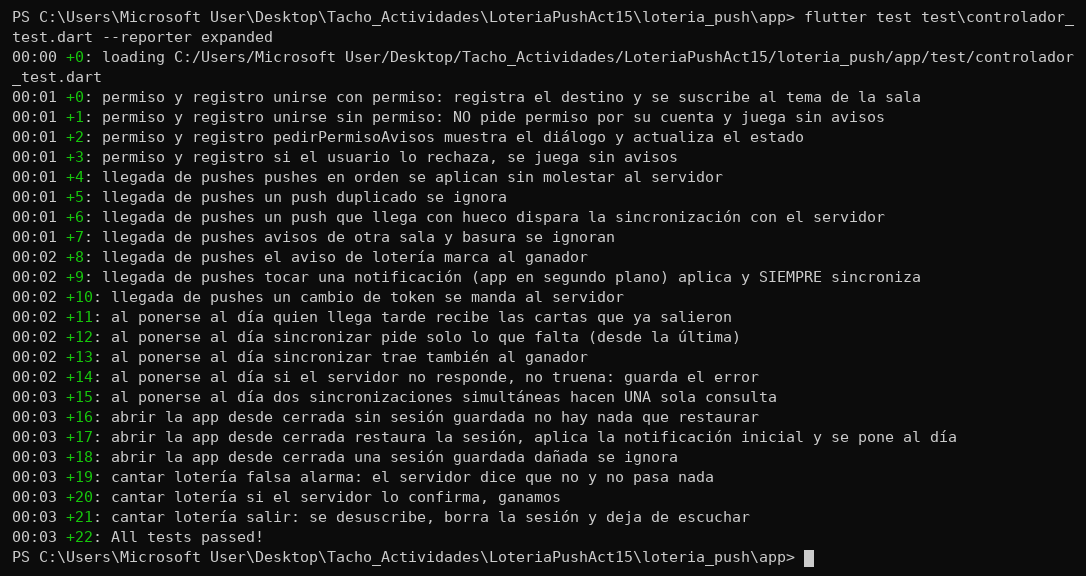 PS C:\Users\Microsoft User\Desktop\Tacho_Actividades\LoteriaPushAct15\loteria_push\app> flutter test test\controlador_
test.dart --reporter expanded
00:00 +0: loading C:/Users/Microsoft User/Desktop/Tacho_Actividades/LoteriaPushAct15/loteria_push/app/test/controlador
_test.dart
00:01 +0: permiso y registro unirse con permiso: registra el destino y se suscribe al tema de la sala
00:01 +1: permiso y registro unirse sin permiso: NO pide permiso por su cuenta y juega sin avisos
00:01 +2: permiso y registro pedirPermisoAvisos muestra el diálogo y actualiza el estado
00:01 +3: permiso y registro si el usuario lo rechaza, se juega sin avisos
00:01 +4: llegada de pushes pushes en orden se aplican sin molestar al servidor
00:01 +5: llegada de pushes un push duplicado se ignora
00:01 +6: llegada de pushes un push que llega con hueco dispara la sincronización con el servidor
00:01 +7: llegada de pushes avisos de otra sala y basura se ignoran
00:02 +8: llegada de pushes el aviso de lotería marca al ganador
00:02 +9: llegada de pushes tocar una notificación (app en segundo plano) aplica y SIEMPRE sincroniza
00:02 +10: llegada de pushes un cambio de token se manda al servidor
00:02 +11: al ponerse al día quien llega tarde recibe las cartas que ya salieron
00:02 +12: al ponerse al día sincronizar pide solo lo que falta (desde la última)
00:02 +13: al ponerse al día sincronizar trae también al ganador
00:02 +14: al ponerse al día si el servidor no responde, no truena: guarda el error
00:03 +15: al ponerse al día dos sincronizaciones simultáneas hacen UNA sola consulta
00:03 +16: abrir la app desde cerrada sin sesión guardada no hay nada que restaurar
00:03 +17: abrir la app desde cerrada restaura la sesión, aplica la notificación inicial y se pone al día
00:03 +18: abrir la app desde cerrada una sesión guardada dañada se ignora
00:03 +19: cantar lotería falsa alarma: el servidor dice que no y no pasa nada
00:03 +20: cantar lotería si el servidor lo confirma, ganamos
00:03 +21: cantar lotería salir: se desuscribe, borra la sesión y deja de escuchar
00:03 +22: All tests passed!
PS C:\Users\Microsoft User\Desktop\Tacho_Actividades\LoteriaPushAct15\loteria_push\app>